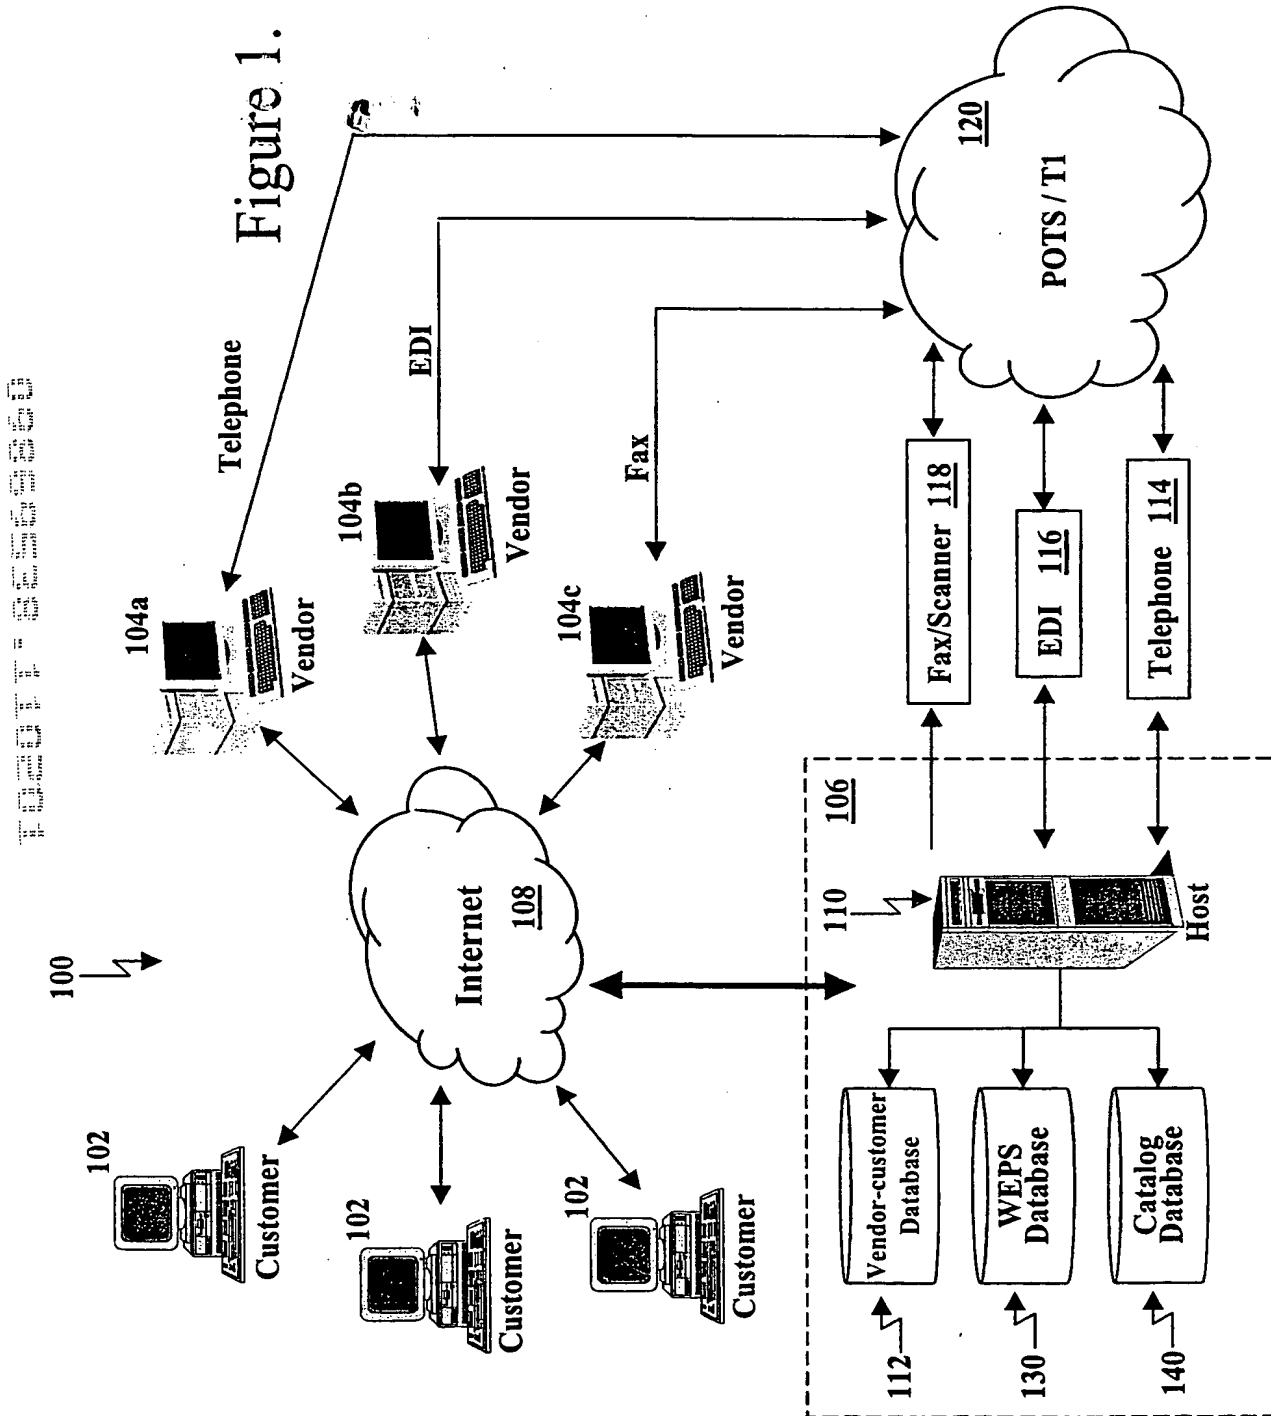 Figure 1.
100
102
Customer
102
Customer
102
Customer
Internet
108
104a
Vendor
104b
Vendor
104c
Vendor
Telephone
EDI
Fax
120
POTS / T1
106
110
Host
Vendor-customer
Database
WEPS
Database
Catalog
Database
112
130
140
Fax/Scanner 118
EDI 116
Telephone 114